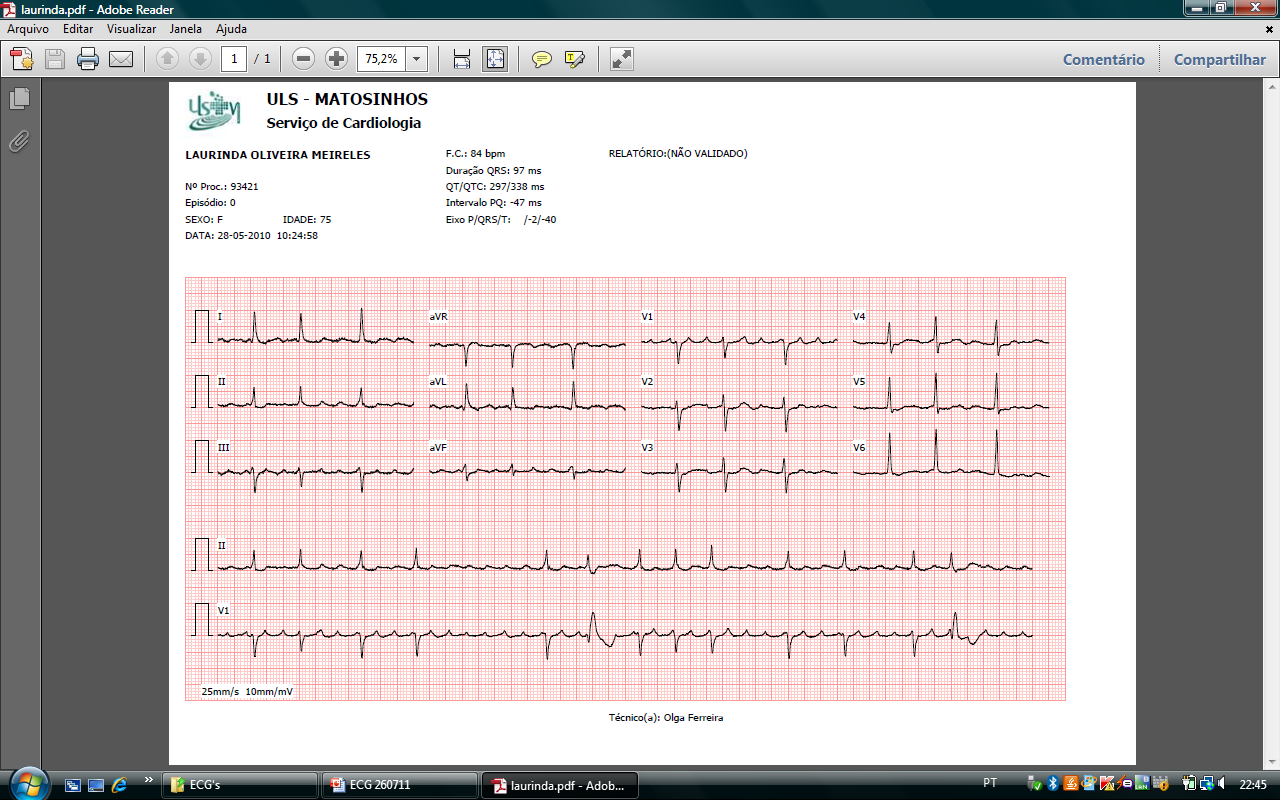 laurinda.pdf - Adobe Reader
Arquivo Editar Visualizar Janela Ajuda
1 / 1 75,2% Comentário Compartilhar
ULS - MATOSINHOS
Serviço de Cardiologia
LAURINDA OLIVEIRA MEIRELES
Nº Proc.: 93421
Episódio: 0
SEXO: F IDADE: 75
DATA: 28-05-2010 10:24:58
F.C.: 84 bpm
Duração QRS: 97 ms
QT/QTC: 297/338 ms
Intervalo PQ: -47 ms
Eixo P/QRS/T: /-2/-40
RELATÓRIO:(NÃO VALIDADO)
I aVR V1 V4
II aVL V2 V5
III aVF V3 V6
II
V1
25mm/s 10mm/mV
Técnico(a): Olga Ferreira
ECG's ECG 260711 laurinda.pdf - Adob... PT 22:45